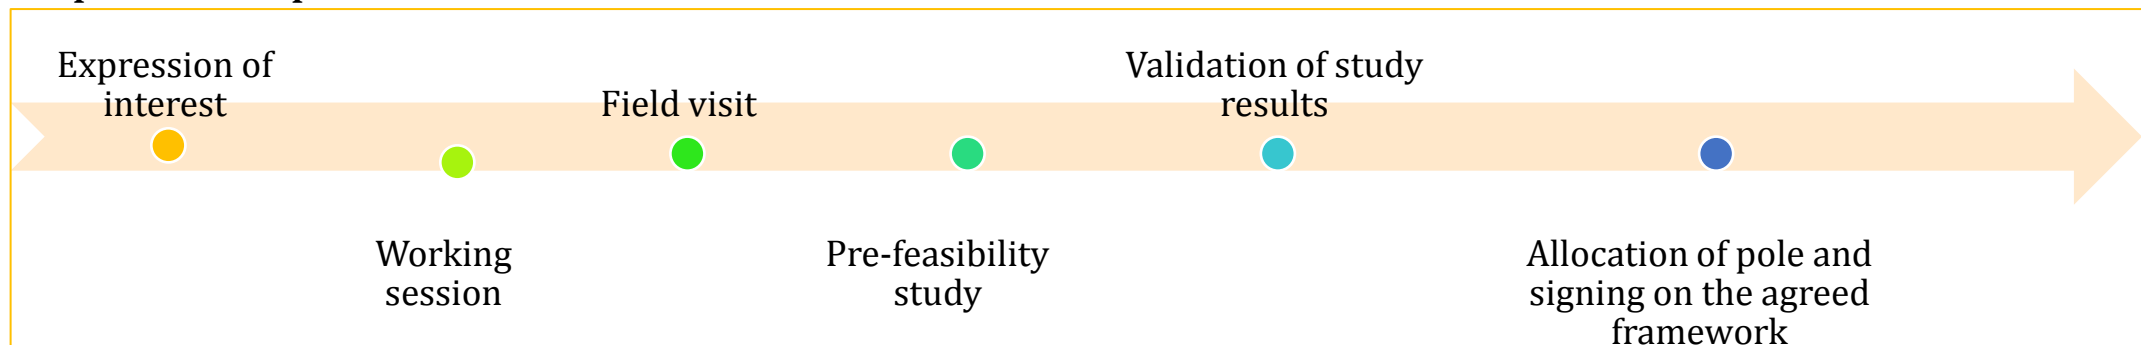 Expression of
interest
Working
session
Field visit
Pre-feasibility
study
Validation of study
results
Allocation of pole and
signing on the agreed
framework